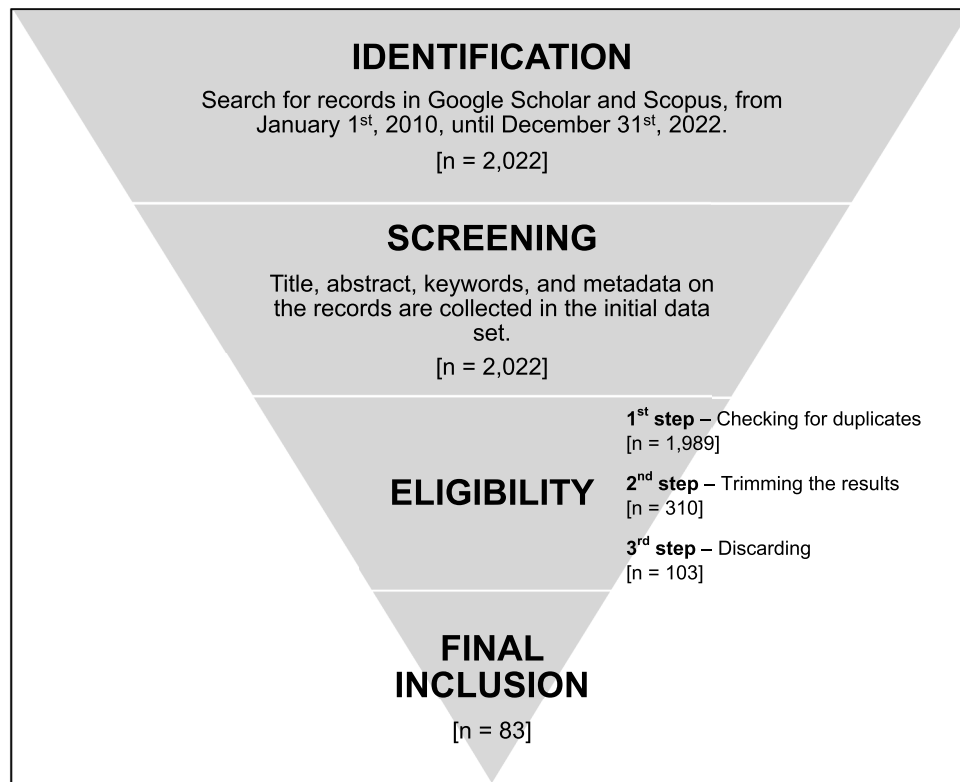 IDENTIFICATION
Search for records in Google Scholar and Scopus, from
January 1st, 2010, until December 31st, 2022.
[n = 2,022]
SCREENING
Title, abstract, keywords, and metadata on
the records are collected in the initial data
set.
[n = 2,022]
ELIGIBILITY
1st step – Checking for duplicates
[n = 1,989]
2nd step – Trimming the results
[n = 310]
3rd step – Discarding
[n = 103]
FINAL
INCLUSION
[n = 83]